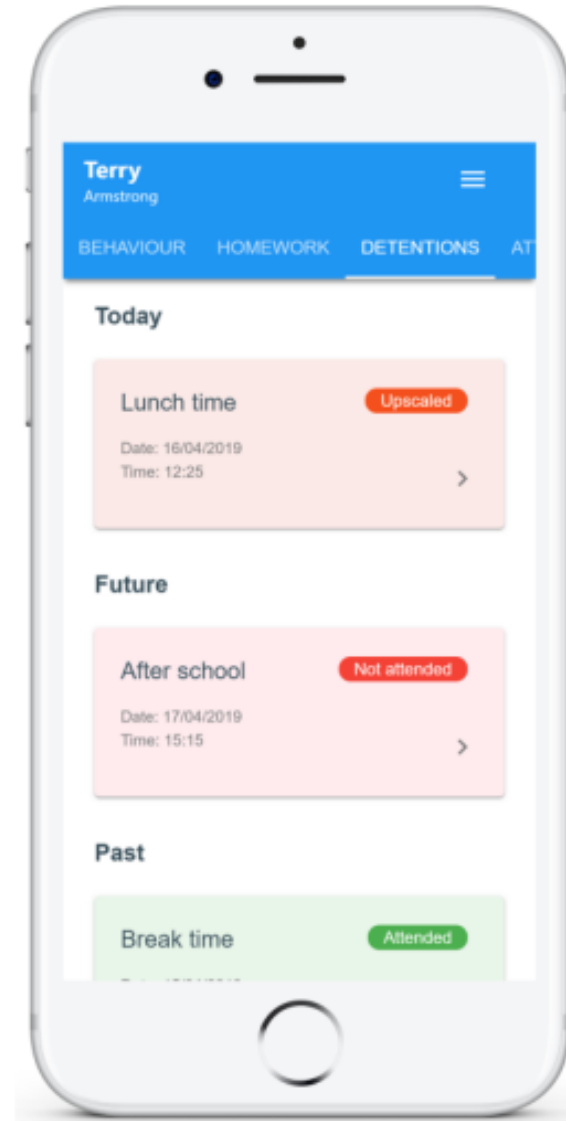 Terry
Armstrong
BEHAVIOUR HOMEWORK DETENTIONS AT
Today
Lunch time Upscaled
Date: 16/04/2019
Time: 12:25
Future
After school Not attended
Date: 17/04/2019
Time: 15:15
Past
Break time Attended